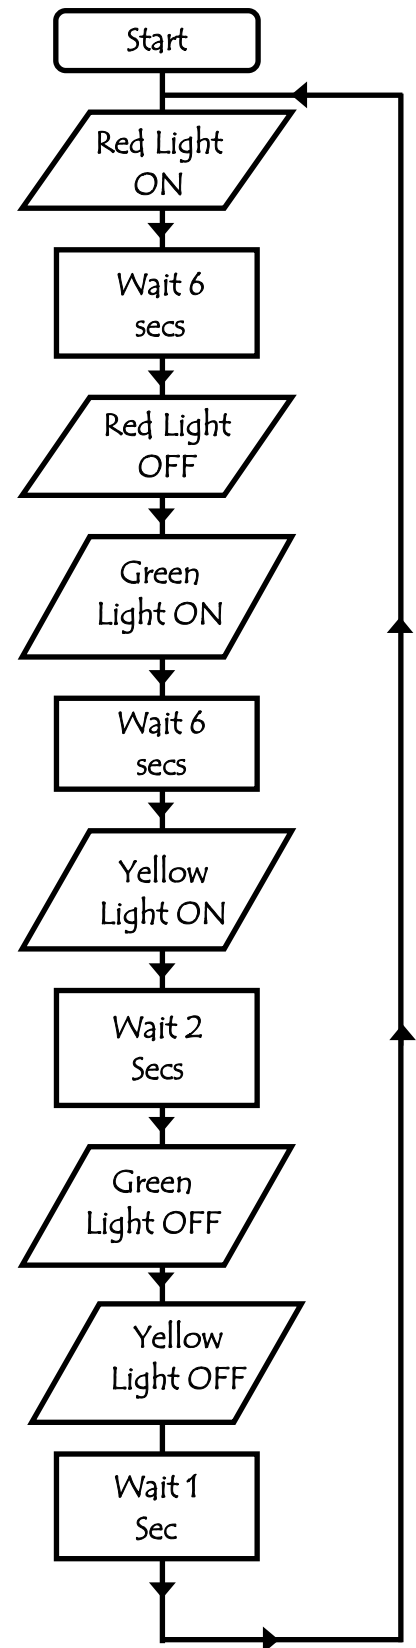 Start
Red Light
ON
Wait 6
secs
Red Light
OFF
Green
Light ON
Wait 6
secs
Yellow
Light ON
Wait 2
Secs
Green
Light OFF
Yellow
Light OFF
Wait 1
Sec